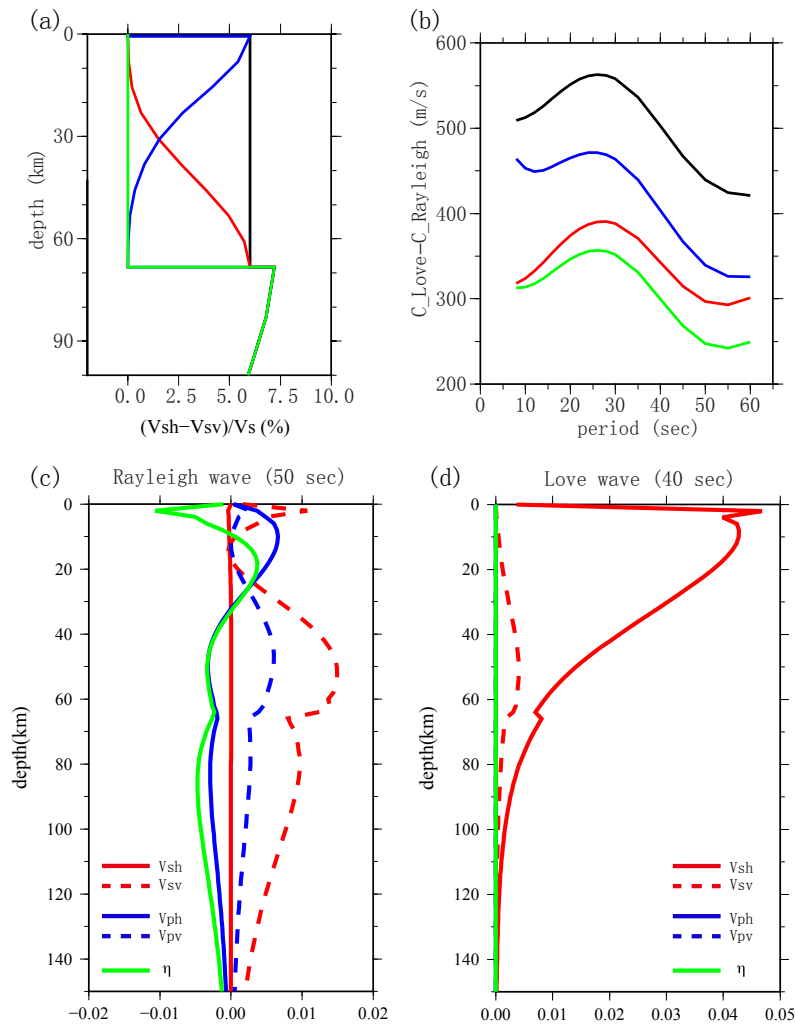 (a)
0
30
60
90
depth (km)
0.0 2.5 5.0 7.5 10.0
(Vsh−Vsv)/Vs (%)
(b)
600
500
400
300
200
C_Love−C_Rayleigh (m/s)
0 10 20 30 40 50 60
period (sec)
(c) Rayleigh wave (50 sec)
0
20
40
60
80
100
120
140
depth(km)
Vsh
Vsv
Vph
Vpv
η
−0.02 −0.01 0.00 0.01 0.02
(d) Love wave (40 sec)
0
20
40
60
80
100
120
140
depth(km)
Vsh
Vsv
Vph
Vpv
η
0.00 0.01 0.02 0.03 0.04 0.05